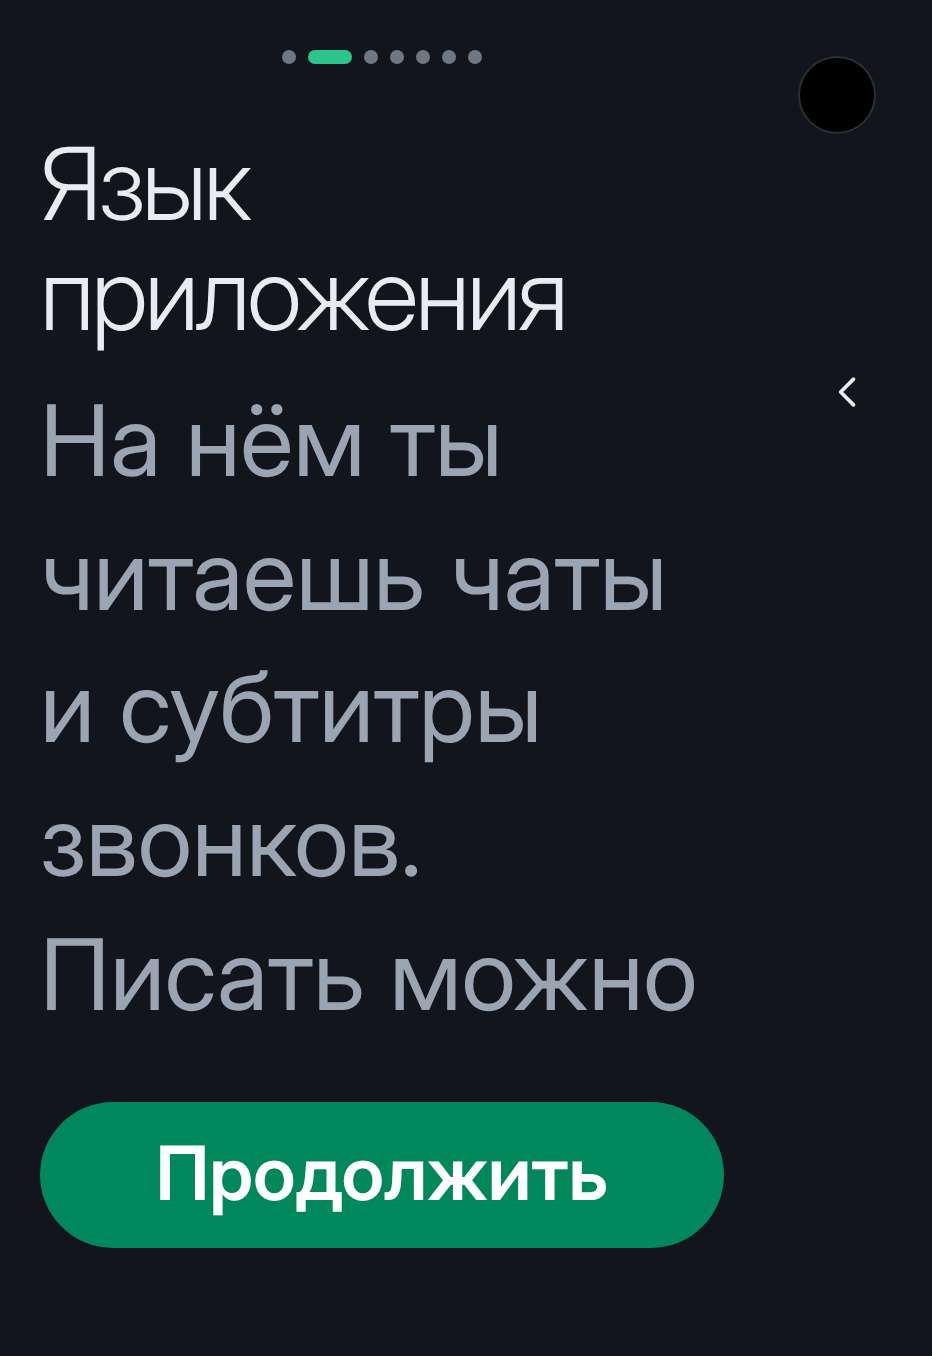 Язык
приложения
На нём ты
читаешь чаты
и субтитры
звонков.
Писать можно
Продолжить